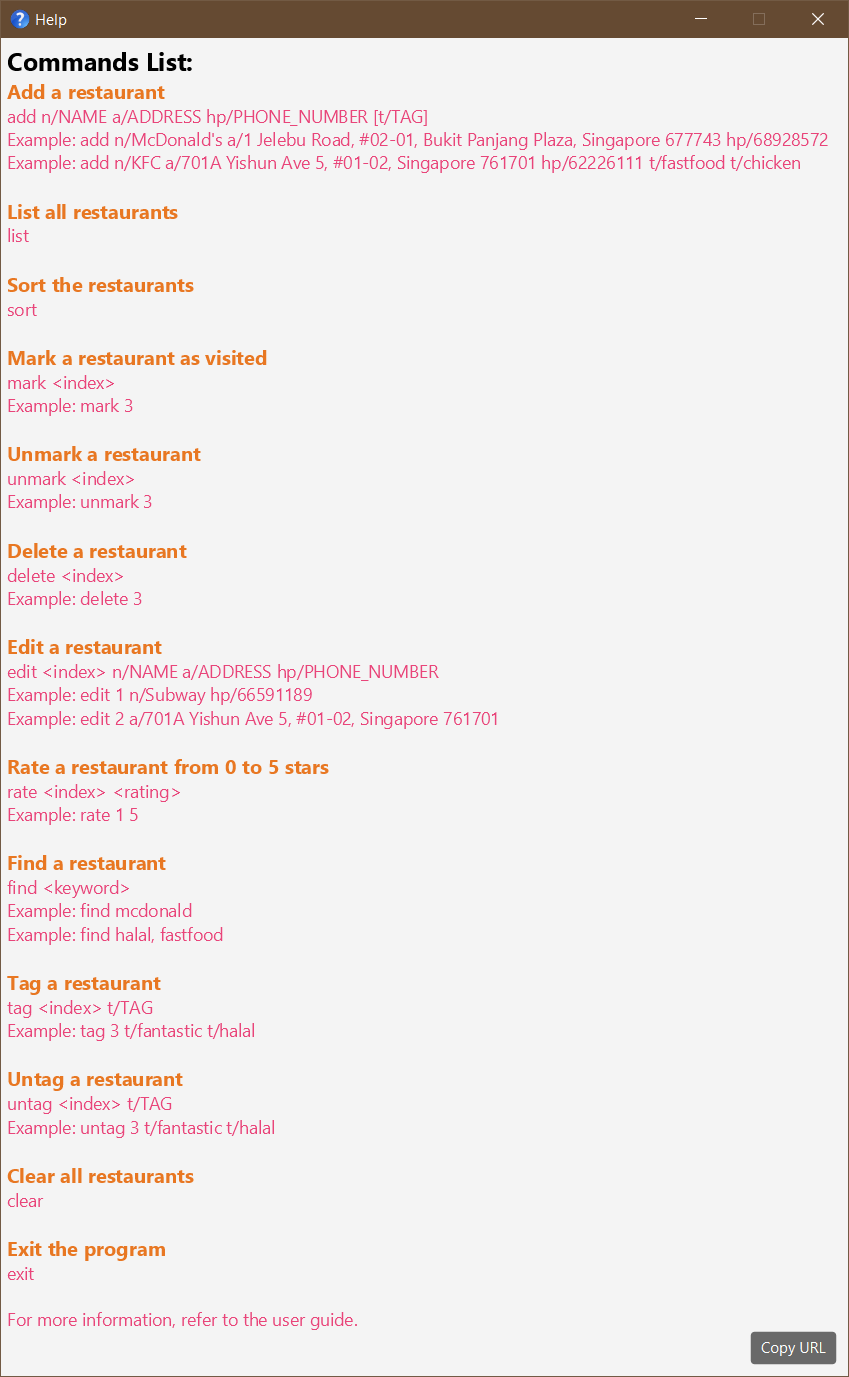 Help
Commands List:
Add a restaurant
add n/NAME a/ADDRESS hp/PHONE_NUMBER [t/TAG]
Example: add n/McDonald's a/1 Jelebu Road, #02-01, Bukit Panjang Plaza, Singapore 677743 hp/68928572
Example: add n/KFC a/701A Yishun Ave 5, #01-02, Singapore 761701 hp/62226111 t/fastfood t/chicken
List all restaurants
list
Sort the restaurants
sort
Mark a restaurant as visited
mark <index>
Example: mark 3
Unmark a restaurant
unmark <index>
Example: unmark 3
Delete a restaurant
delete <index>
Example: delete 3
Edit a restaurant
edit <index> n/NAME a/ADDRESS hp/PHONE_NUMBER
Example: edit 1 n/Subway hp/66591189
Example: edit 2 a/701A Yishun Ave 5, #01-02, Singapore 761701
Rate a restaurant from 0 to 5 stars
rate <index> <rating>
Example: rate 1 5
Find a restaurant
find <keyword>
Example: find mcdonald
Example: find halal, fastfood
Tag a restaurant
tag <index> t/TAG
Example: tag 3 t/fantastic t/halal
Untag a restaurant
untag <index> t/TAG
Example: untag 3 t/fantastic t/halal
Clear all restaurants
clear
Exit the program
exit
For more information, refer to the user guide.
Copy URL